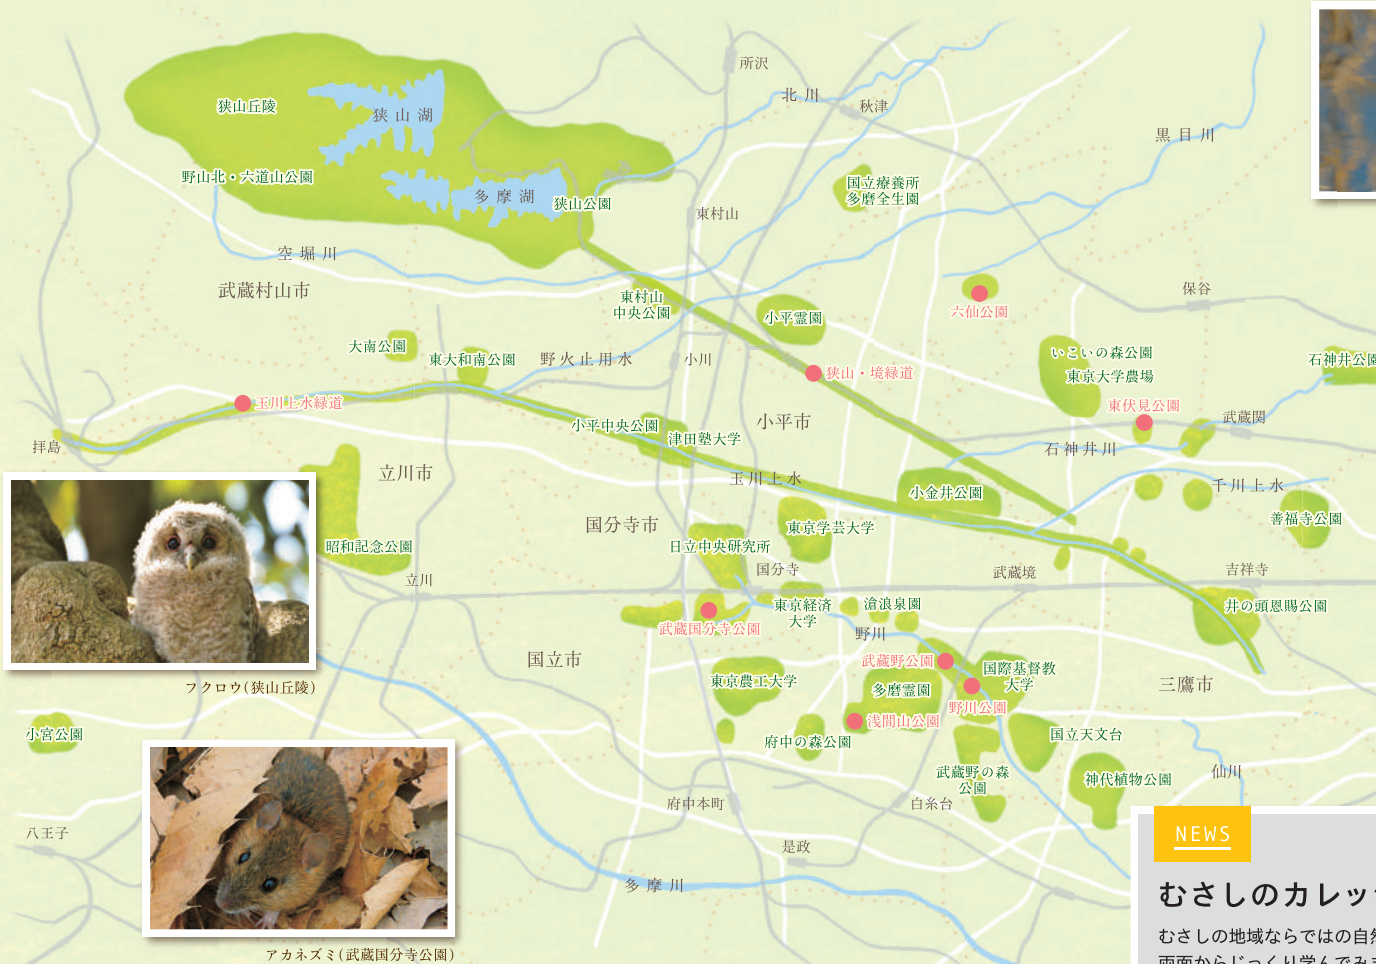 所沢
北川
秋津
狭山丘陵
狭山湖
黒目川
野山北・六道山公園
国立療養所
多磨全生園
多摩湖
狭山公園
東村山
空堀川
武蔵村山市
保谷
東村山
中央公園
小平霊園
六仙公園
大南公園
東大和南公園
野火止用水
小川
いこいの森公園
石神井公園
狭山・境緑道
東京大学農場
玉川上水緑道
東伏見公園
武蔵関
小平中央公園
小平市
津田塾大学
拝島
石神井川
立川市
玉川上水
小金井公園
千川上水
善福寺公園
国分寺市
東京学芸大学
昭和記念公園
日立中央研究所
国分寺
武蔵境
吉祥寺
立川
東京経済
大学
滄浪泉園
井の頭恩賜公園
武蔵国分寺公園
野川
国立市
武蔵野公園
国際基督教
大学
東京農工大学
多磨霊園
三鷹市
フクロウ(狭山丘陵)
野川公園
浅間山公園
小宮公園
府中の森公園
国立天文台
武蔵野の森
公園
神代植物公園
仙川
府中本町
白糸台
八王子
是政
多摩川
アカネズミ(武蔵国分寺公園)
NEWS
むさしのカレッ
むさしの地域ならではの自然
両面からじっくり学んでみ